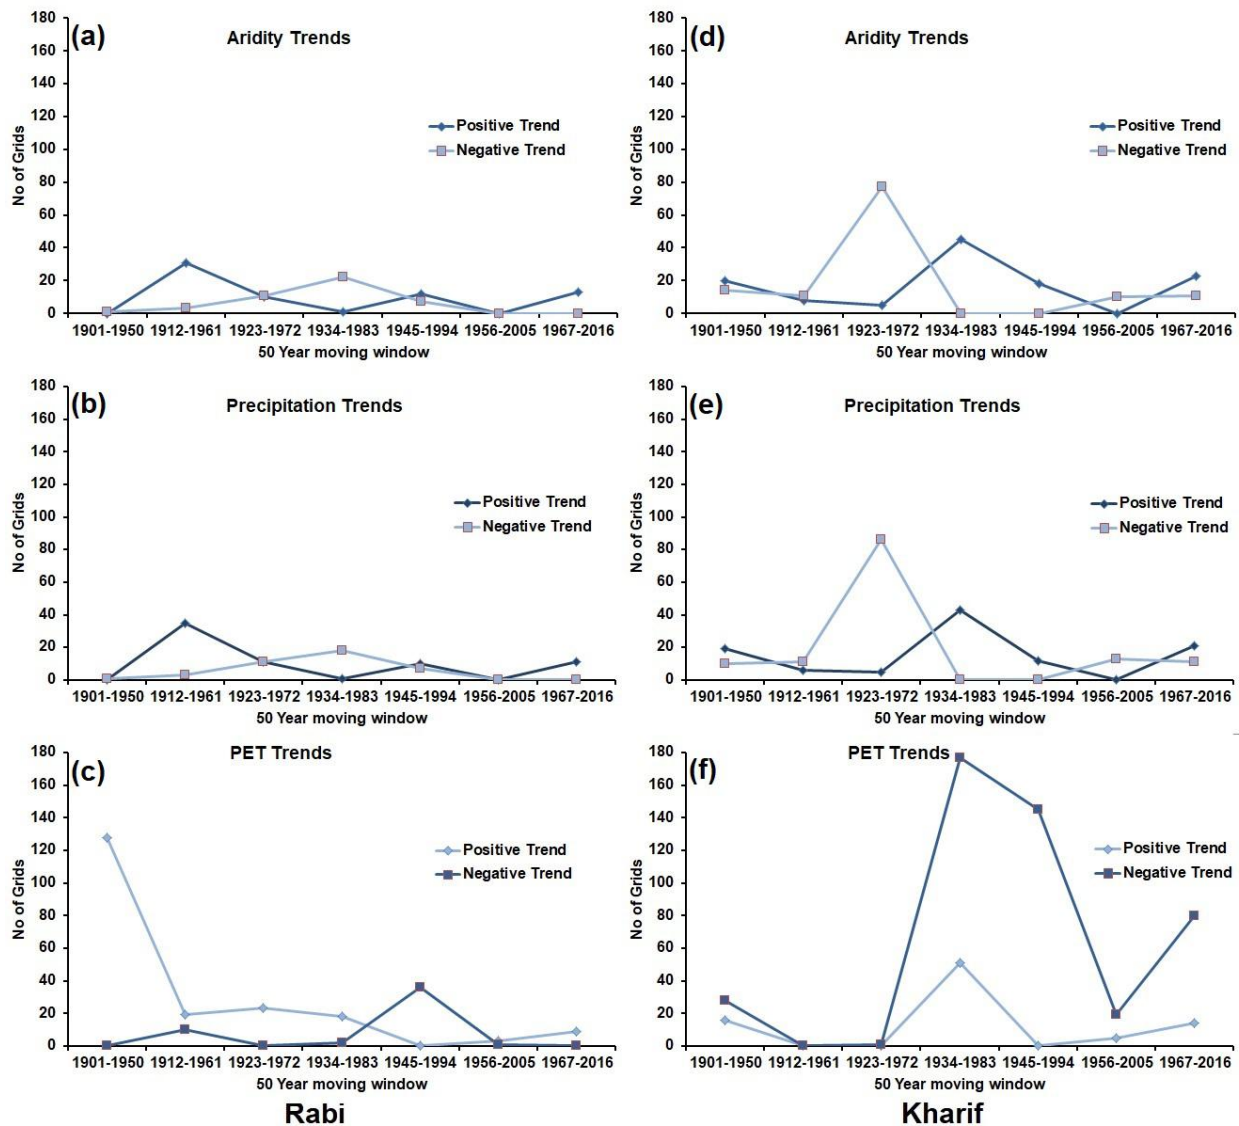 (a)
Aridity Trends
180
160
140
120
100
80
60
40
20
0
No of Grids
Positive Trend
Negative Trend
1901-1950 1912-1961 1923-1972 1934-1983 1945-1994 1956-2005 1967-2016
50 Year moving window
(b)
Precipitation Trends
180
160
140
120
100
80
60
40
20
0
No of Grids
Positive Trend
Negative Trend
1901-1950 1912-1961 1923-1972 1934-1983 1945-1994 1956-2005 1967-2016
50 Year moving window
(c)
PET Trends
180
160
140
120
100
80
60
40
20
0
No of Grids
Positive Trend
Negative Trend
1901-1950 1912-1961 1923-1972 1934-1983 1945-1994 1956-2005 1967-2016
50 Year moving window
Rabi
(d)
Aridity Trends
180
160
140
120
100
80
60
40
20
0
No of Grids
Positive Trend
Negative Trend
1901-1950 1912-1961 1923-1972 1934-1983 1945-1994 1956-2005 1967-2016
50 Year moving window
(e)
Precipitation Trends
180
160
140
120
100
80
60
40
20
0
No of Grids
Positive Trend
Negative Trend
1901-1950 1912-1961 1923-1972 1934-1983 1945-1994 1956-2005 1967-2016
50 Year moving window
(f)
PET Trends
180
160
140
120
100
80
60
40
20
0
No of Grids
Positive Trend
Negative Trend
1901-1950 1912-1961 1923-1972 1934-1983 1945-1994 1956-2005 1967-2016
50 Year moving window
Kharif